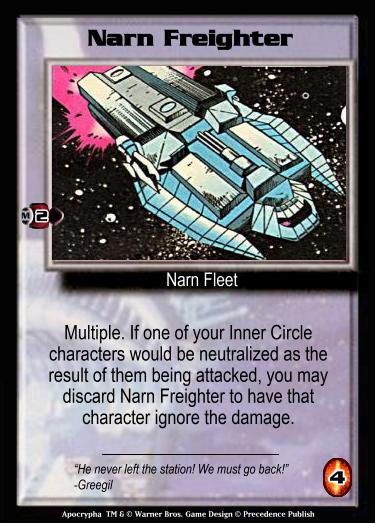 Narn Freighter
M 2
Narn Fleet
Multiple. If one of your Inner Circle
characters would be neutralized as the
result of them being attacked, you may
discard Narn Freighter to have that
character ignore the damage.
“He never left the station! We must go back!”
-Greegil
4
Apocrypha TM & © Warner Bros. Game Design © Precedence Publish